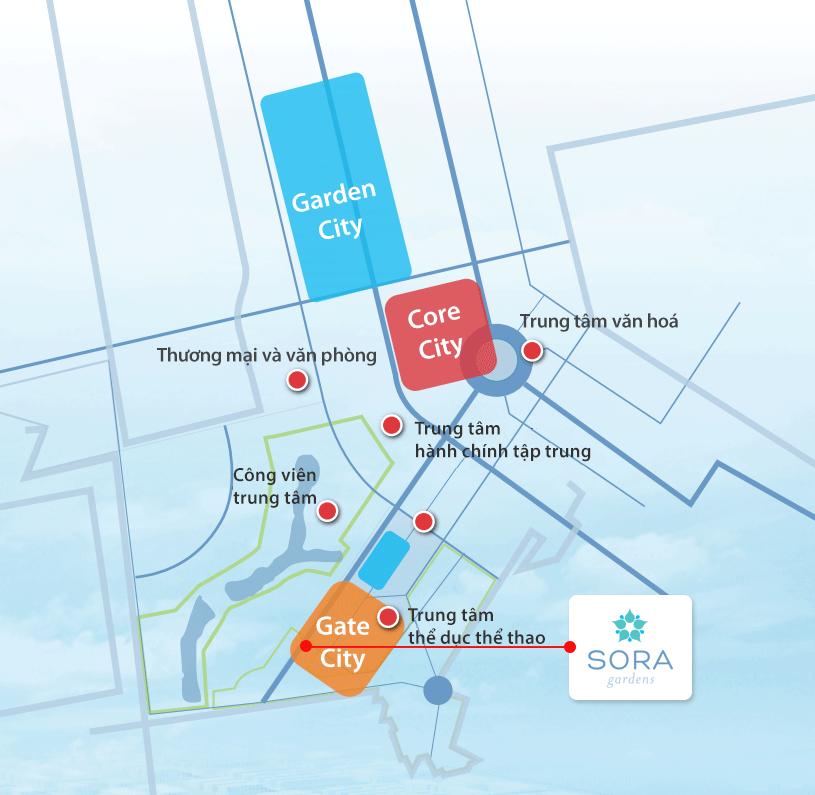 Garden
City
Core
City
Trung tâm văn hoá
Thương mại và văn phòng
Trung tâm
hành chính tập trung
Công viên
trung tâm
Trung tâm
thể dục thể thao
Gate
City
SORA
gardens